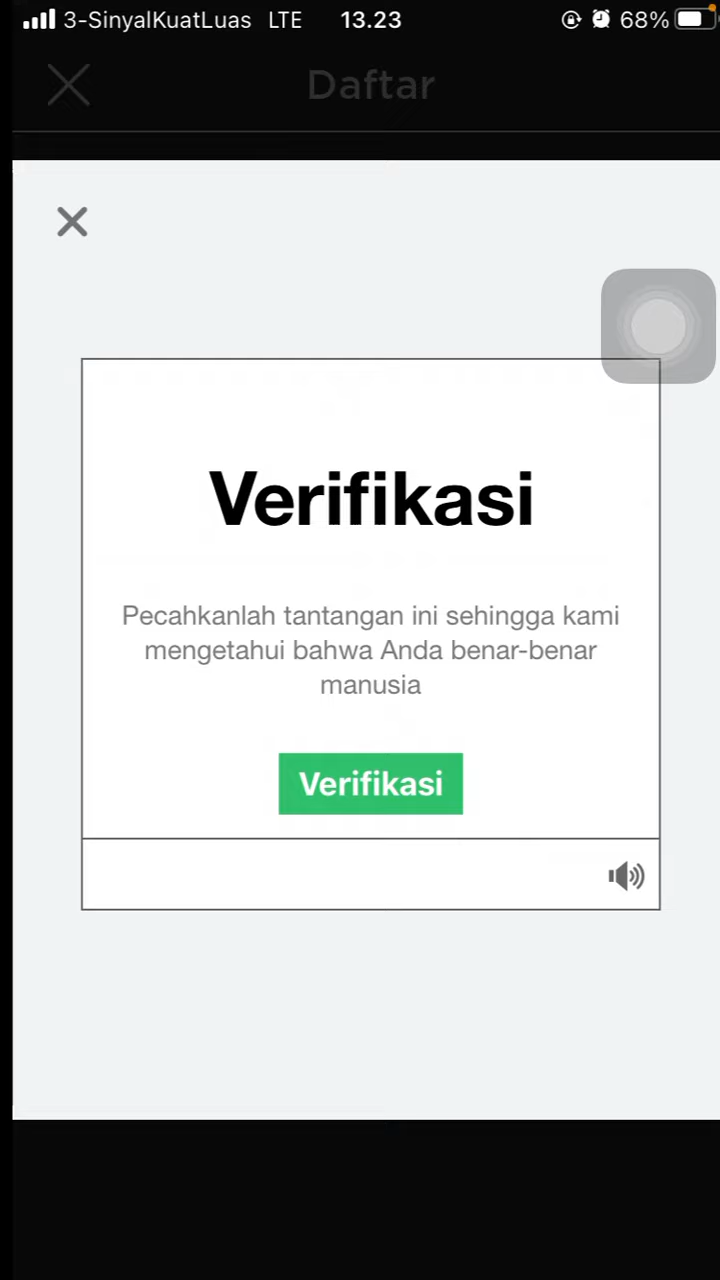 3-SinyalKuatLuas LTE 13.23 68%
Daftar
Verifikasi
Pecahkanlah tantangan ini sehingga kami
mengetahui bahwa Anda benar-benar
manusia
Verifikasi